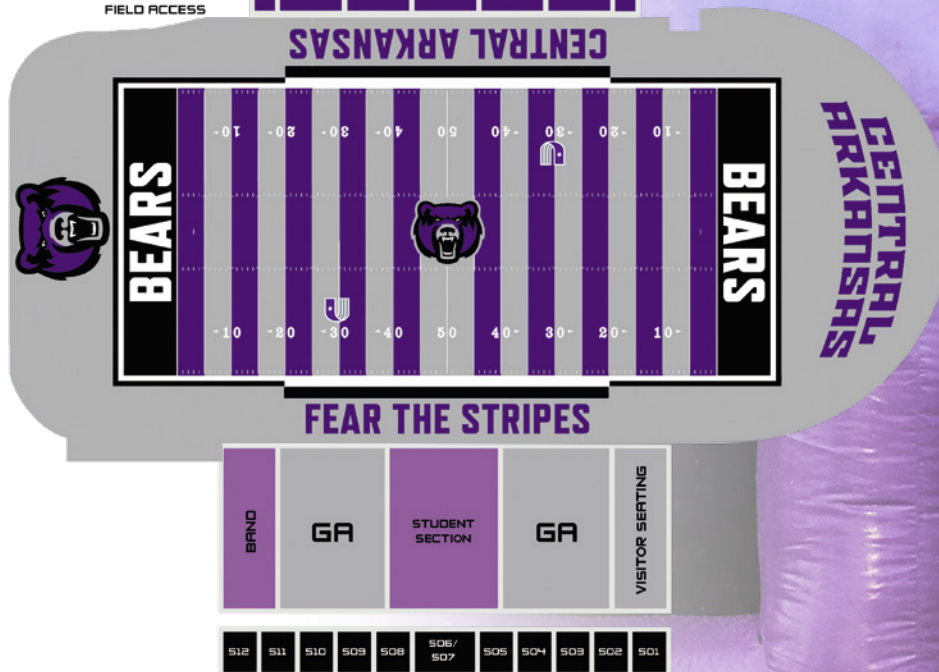 FIELD ACCESS
CENTRAL ARKANSAS
CENTRAL
ARKANSAS
-10 -20 -30 -40 50 40- 30- 20- 10-
BEARS
BEARS
-10 -20 -30 -40 50 40- 30- 20- 10-
FEAR THE STRIPES
BAND
GA
STUDENT
SECTION
GA
VISITOR SEATING
512 511 510 509 508 506/ 505 504 503 502 501
507